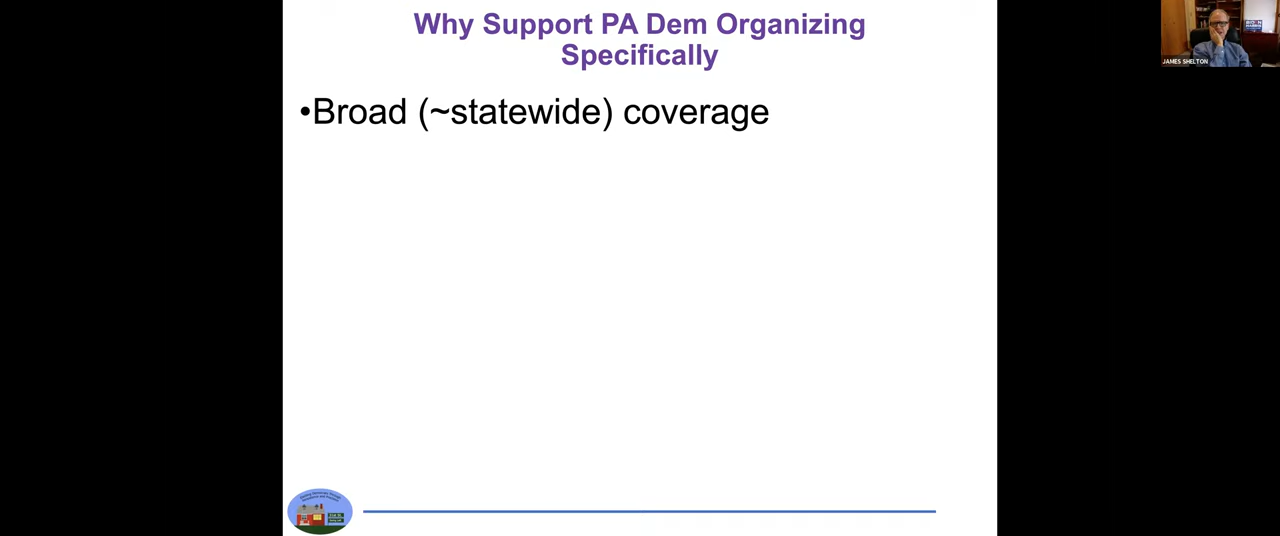 Why Support PA Dem Organizing
Specifically
•Broad (~statewide) coverage
JAMES SHELTON